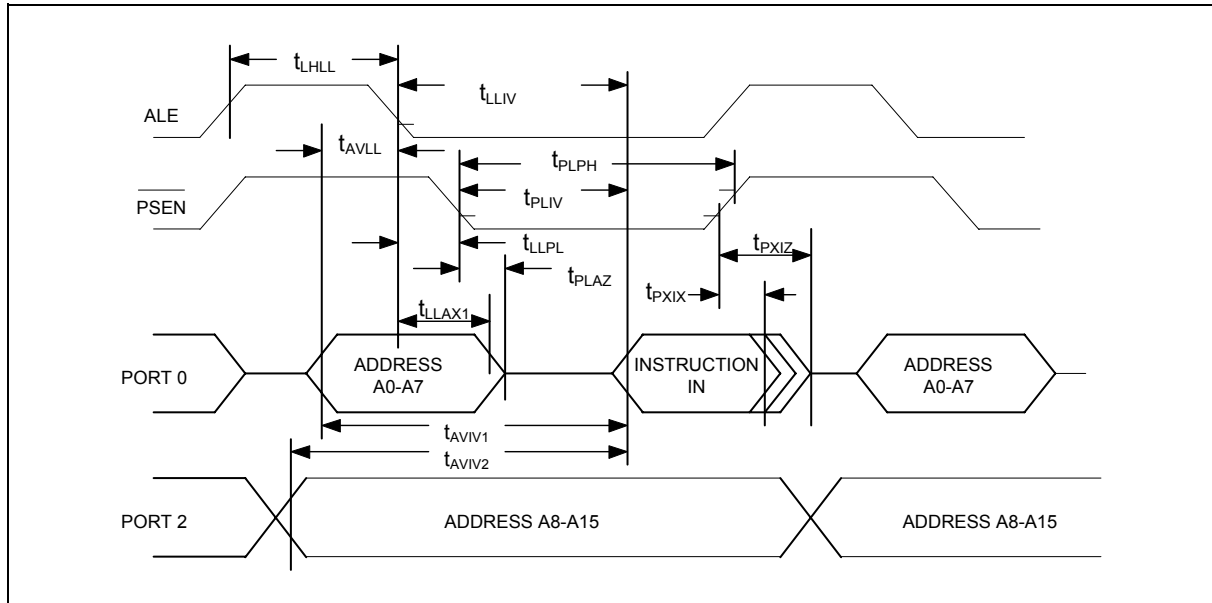 tLHLL
tLLIV
ALE
tAVLL
tPLPH
PSEN
tPLIV
tLLPL
tPXIZ
tPLAZ
tPXIX
tLLAX1
PORT 0
ADDRESS
A0-A7
INSTRUCTION
IN
ADDRESS
A0-A7
tAVIV1
tAVIV2
PORT 2
ADDRESS A8-A15
ADDRESS A8-A15